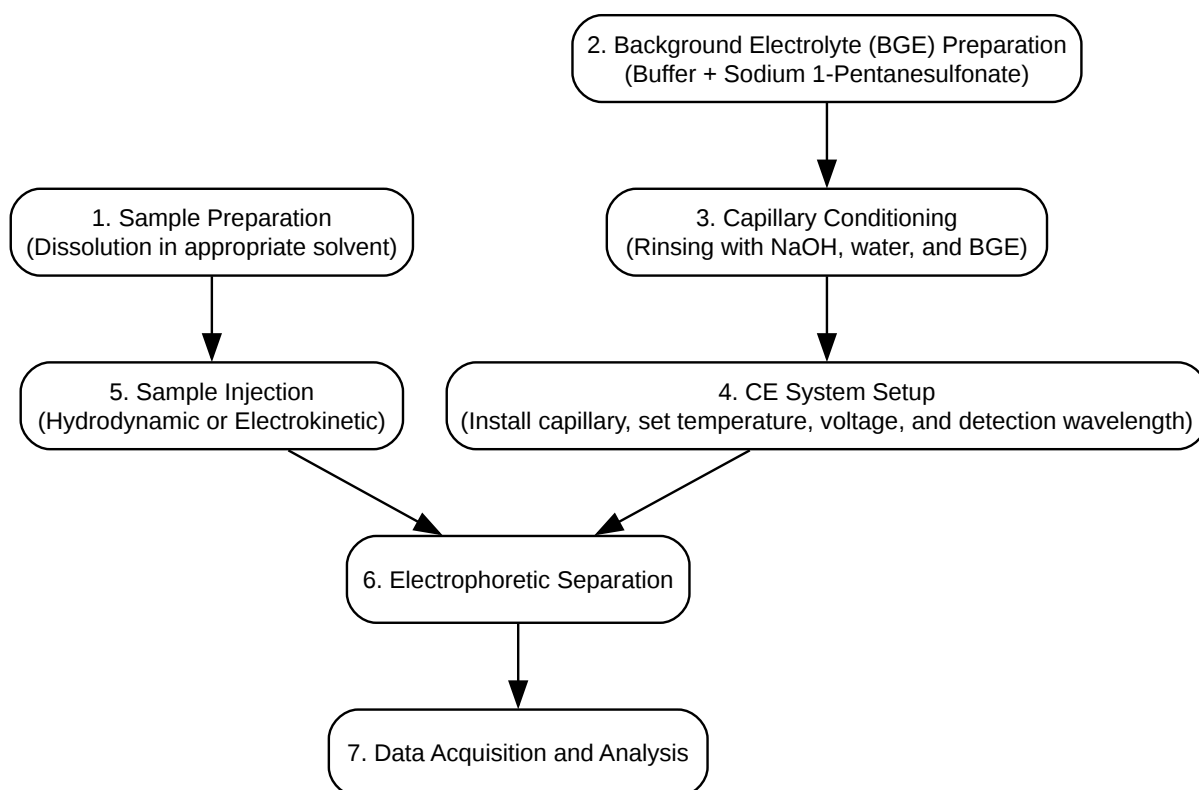 2. Background Electrolyte (BGE) Preparation
(Buffer + Sodium 1-Pentanesulfonate)
1. Sample Preparation
(Dissolution in appropriate solvent)
3. Capillary Conditioning
(Rinsing with NaOH, water, and BGE)
5. Sample Injection
(Hydrodynamic or Electrokinetic)
4. CE System Setup
(Install capillary, set temperature, voltage, and detection wavelength)
6. Electrophoretic Separation
7. Data Acquisition and Analysis